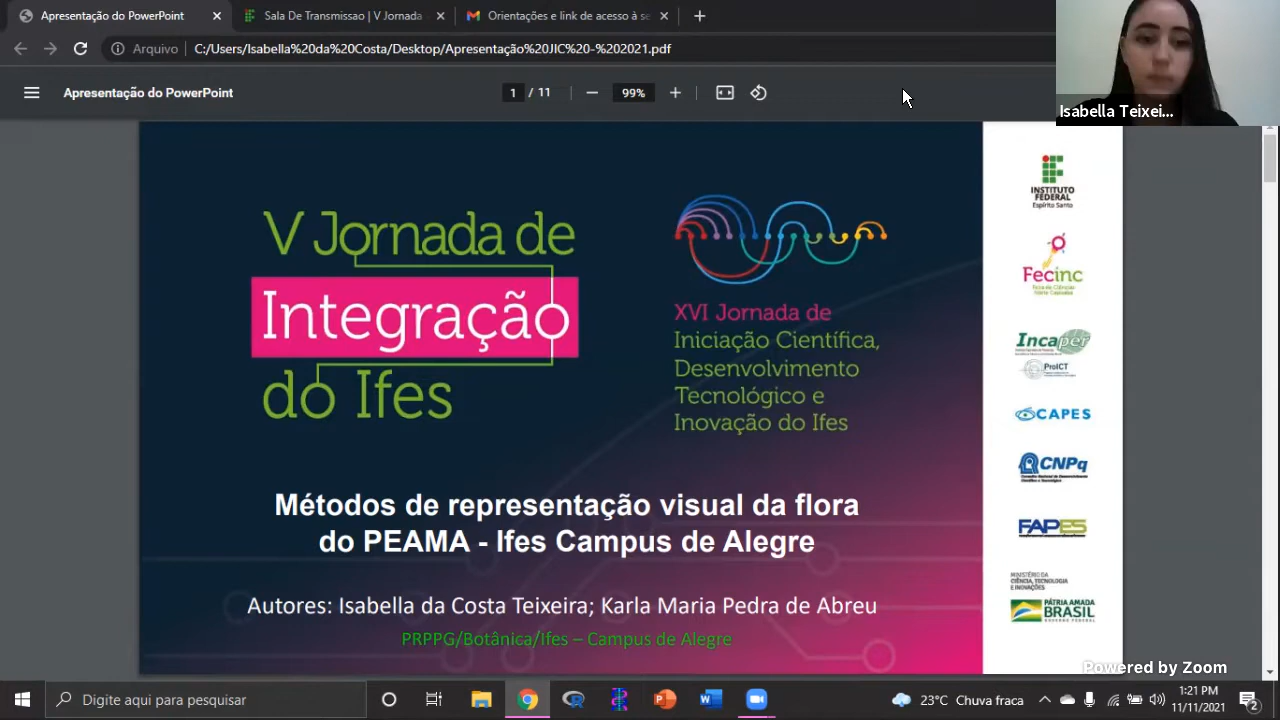 Apresentação do PowerPoint
Sala De Transmissao | V Jornada
Orientações e link de acesso à se
Arquivo
C:/Users/Isabella%20da%20Costa/Desktop/Apresentação%20JIC%20-%202021.pdf
Apresentação do PowerPoint
1 / 11
99%
Isabella Teixei...
V Jornada de
Integração
do Ifes
XVI Jornada de
Iniciação Científica,
Desenvolvimento
Tecnológico e
Inovação do Ifes
Métodos de representação visual da flora
do PEAMA - Ifes Campus de Alegre
Autores: Isabella da Costa Teixeira; Karla Maria Pedra de Abreu
PRPPG/Botânica/Ifes – Campus de Alegre
INSTITUTO
FEDERAL
Espírito Santo
Fecinc
Incaper
ProICT
CAPES
CNPq
FAPES
MINISTÉRIO DA
CIÊNCIA, TECNOLOGIA
E INOVAÇÕES
PÁTRIA AMADA
BRASIL
GOVERNO FEDERAL
Powered by Zoom
Digite aqui para pesquisar
23°C Chuva fraca
1:21 PM
11/11/2021
2